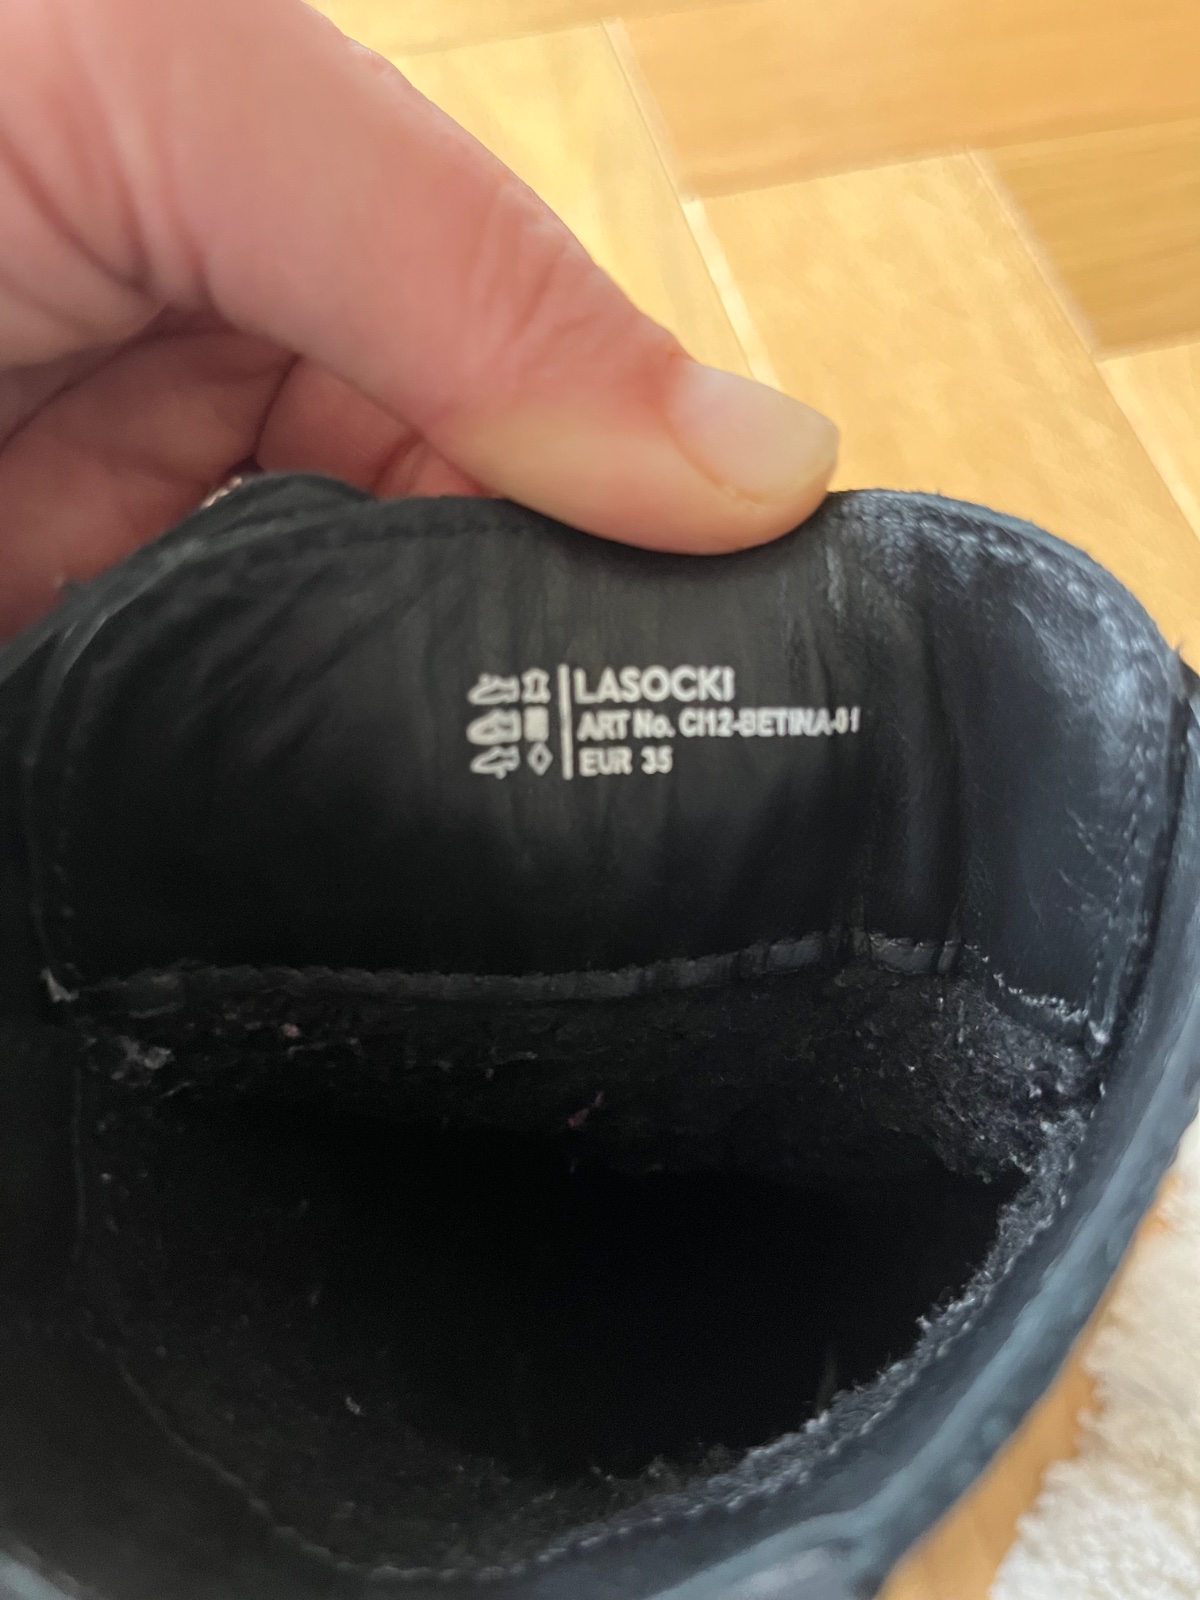 LASOCKI
ART No. CI12-BETINA-01
EUR 35